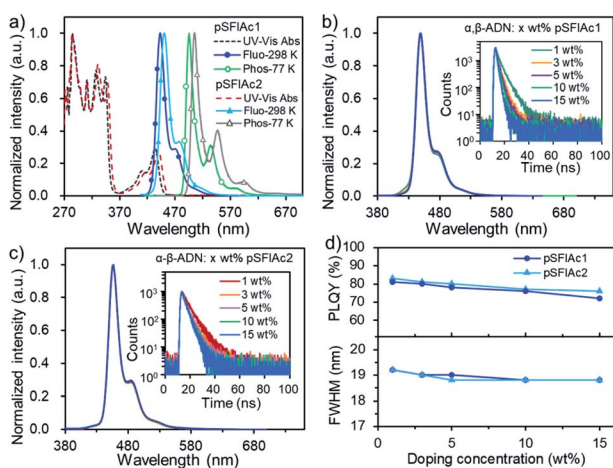 a)
Normalized intensity (a.u.)
1.0
0.8
0.6
0.4
0.2
0.0
270 370 470 570 670
Wavelength (nm)
pSFIAc1
UV-Vis Abs
Fluo-298 K
Phos-77 K
pSFIAc2
UV-Vis Abs
Fluo-298 K
Phos-77 K
b)
Normalized intensity (a.u.)
1.0
0.8
0.6
0.4
0.2
0.0
380 480 580 680
Wavelength (nm)
α,β-ADN: x wt% pSFIAc1
Counts
10⁴
10³
10²
10¹
10⁰
0 20 40 60 80 100
Time (ns)
1 wt%
3 wt%
5 wt%
10 wt%
15 wt%
c)
Normalized intensity (a.u.)
1.0
0.8
0.6
0.4
0.2
0.0
380 480 580 680
Wavelength (nm)
α-β-ADN: x wt% pSFIAc2
Counts
10⁴
10³
10²
10¹
10⁰
0 20 40 60 80 100
Time (ns)
1 wt%
3 wt%
5 wt%
10 wt%
15 wt%
d)
PLQY (%)
100
90
80
70
60
pSFIAc1
pSFIAc2
FWHM (nm)
20
19
18
17
0 5 10 15
Doping concentration (wt%)